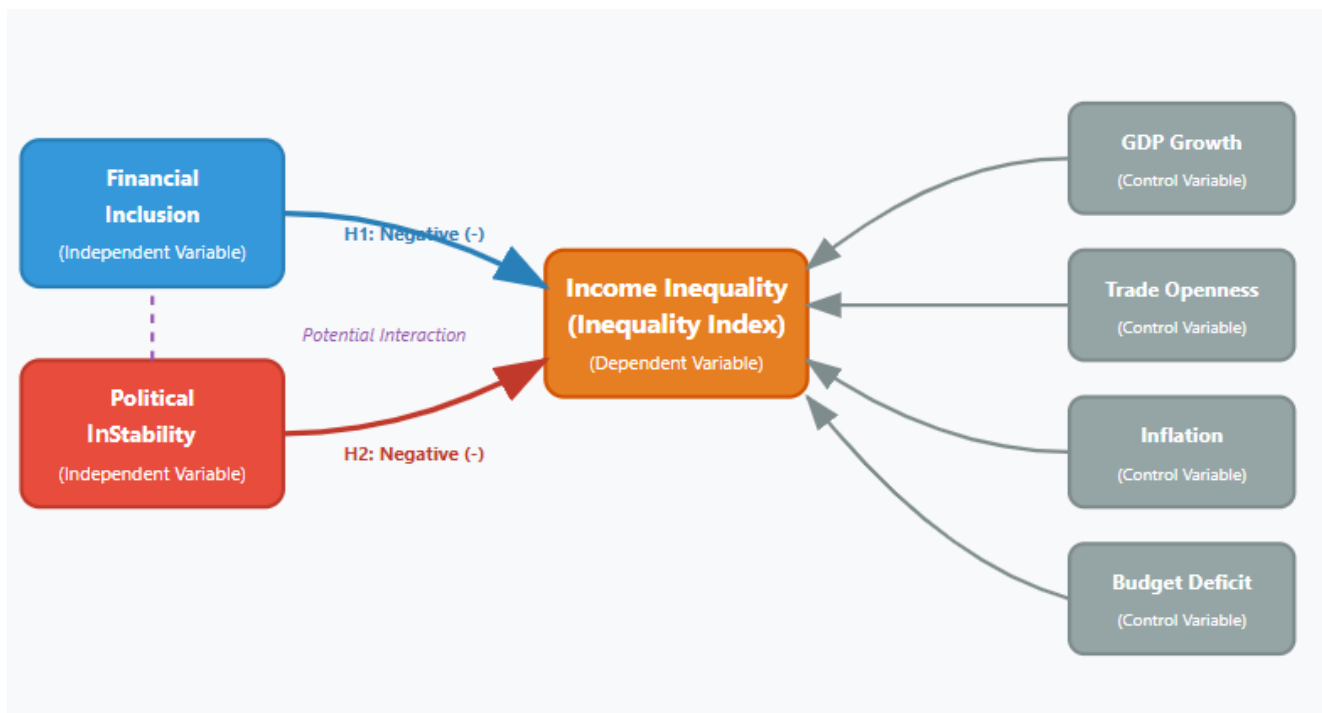 Financial
Inclusion
(Independent Variable)
H1: Negative (-)
Potential Interaction
Political
InStability
(Independent Variable)
H2: Negative (-)
Income Inequality
(Inequality Index)
(Dependent Variable)
GDP Growth
(Control Variable)
Trade Openness
(Control Variable)
Inflation
(Control Variable)
Budget Deficit
(Control Variable)